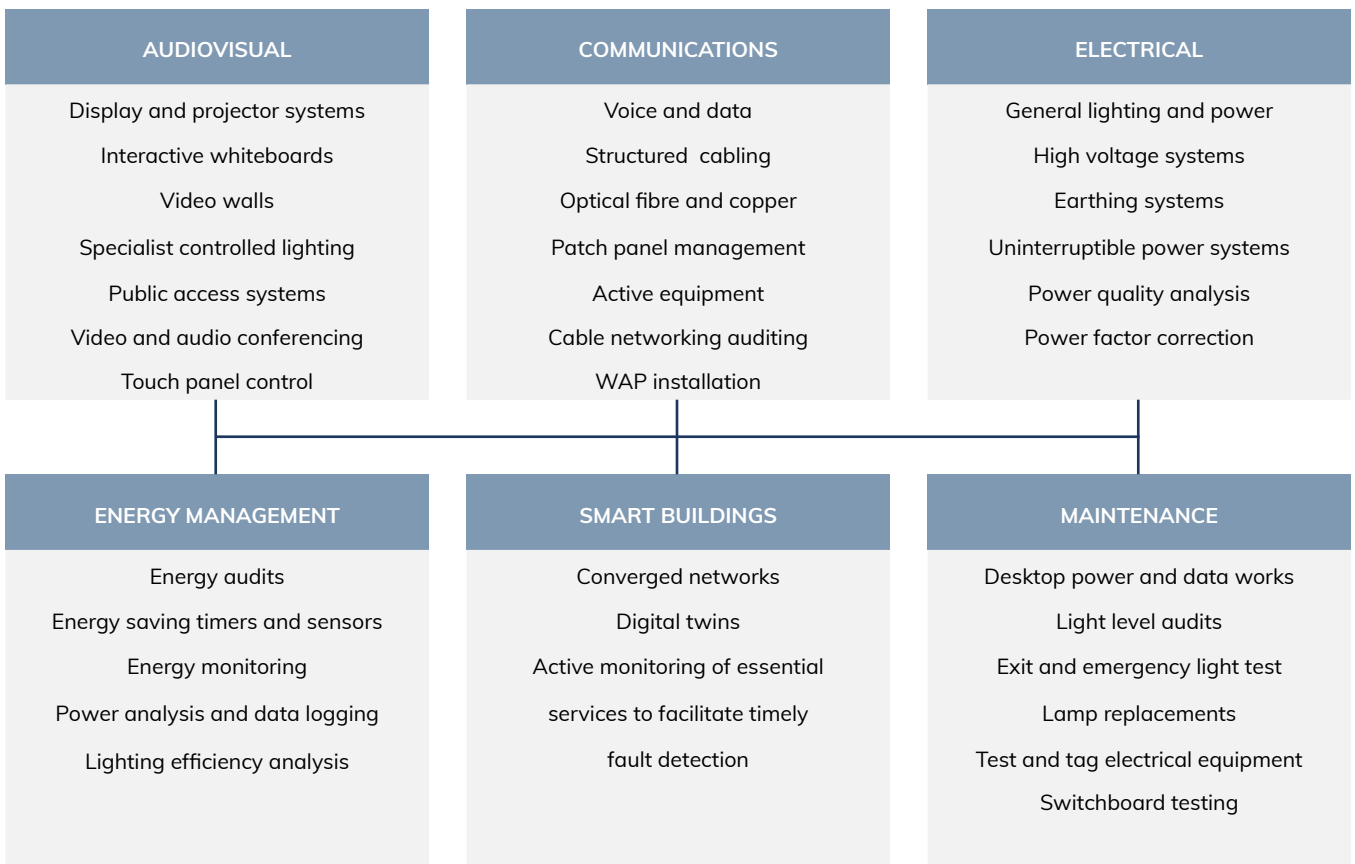 AUDIOVISUAL
Display and projector systems
Interactive whiteboards
Video walls
Specialist controlled lighting
Public access systems
Video and audio conferencing
Touch panel control
COMMUNICATIONS
Voice and data
Structured  cabling
Optical fibre and copper
Patch panel management
Active equipment
Cable networking auditing
WAP installation
ELECTRICAL
General lighting and power
High voltage systems
Earthing systems
Uninterruptible power systems
Power quality analysis
Power factor correction
ENERGY MANAGEMENT
Energy audits
Energy saving timers and sensors
Energy monitoring
Power analysis and data logging
Lighting efficiency analysis
SMART BUILDINGS
Converged networks
Digital twins
Active monitoring of essential
services to facilitate timely
fault detection
MAINTENANCE
Desktop power and data works
Light level audits
Exit and emergency light test
Lamp replacements
Test and tag electrical equipment
Switchboard testing